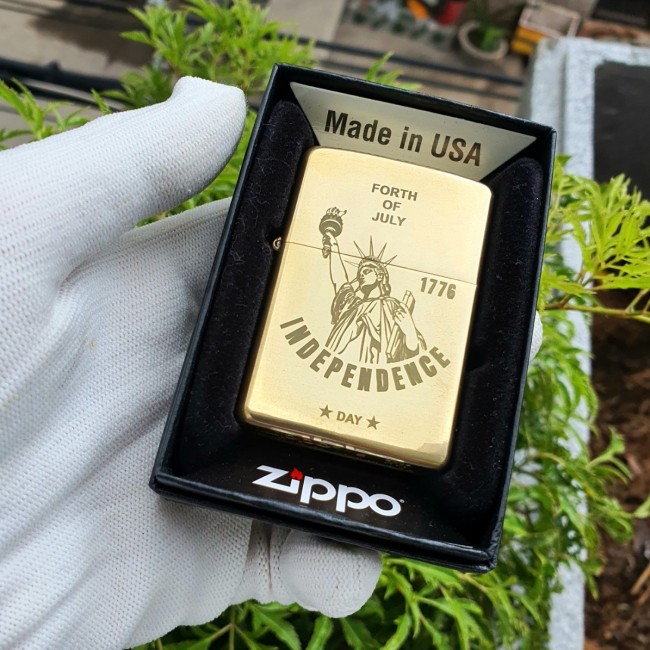 Made in USA
FORTH
OF
JULY
1776
INDEPENDENCE
★ DAY ★
zippo